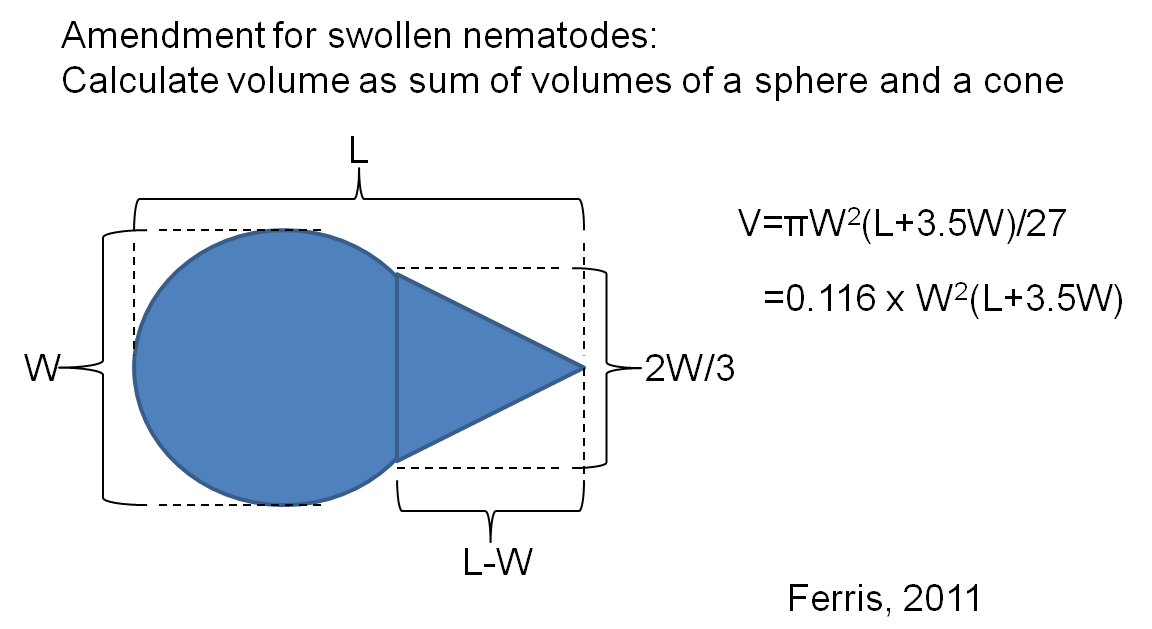 Amendment for swollen nematodes:
Calculate volume as sum of volumes of a sphere and a cone
L
V=πW²(L+3.5W)/27
=0.116 x W²(L+3.5W)
W
2W/3
L-W
Ferris, 2011